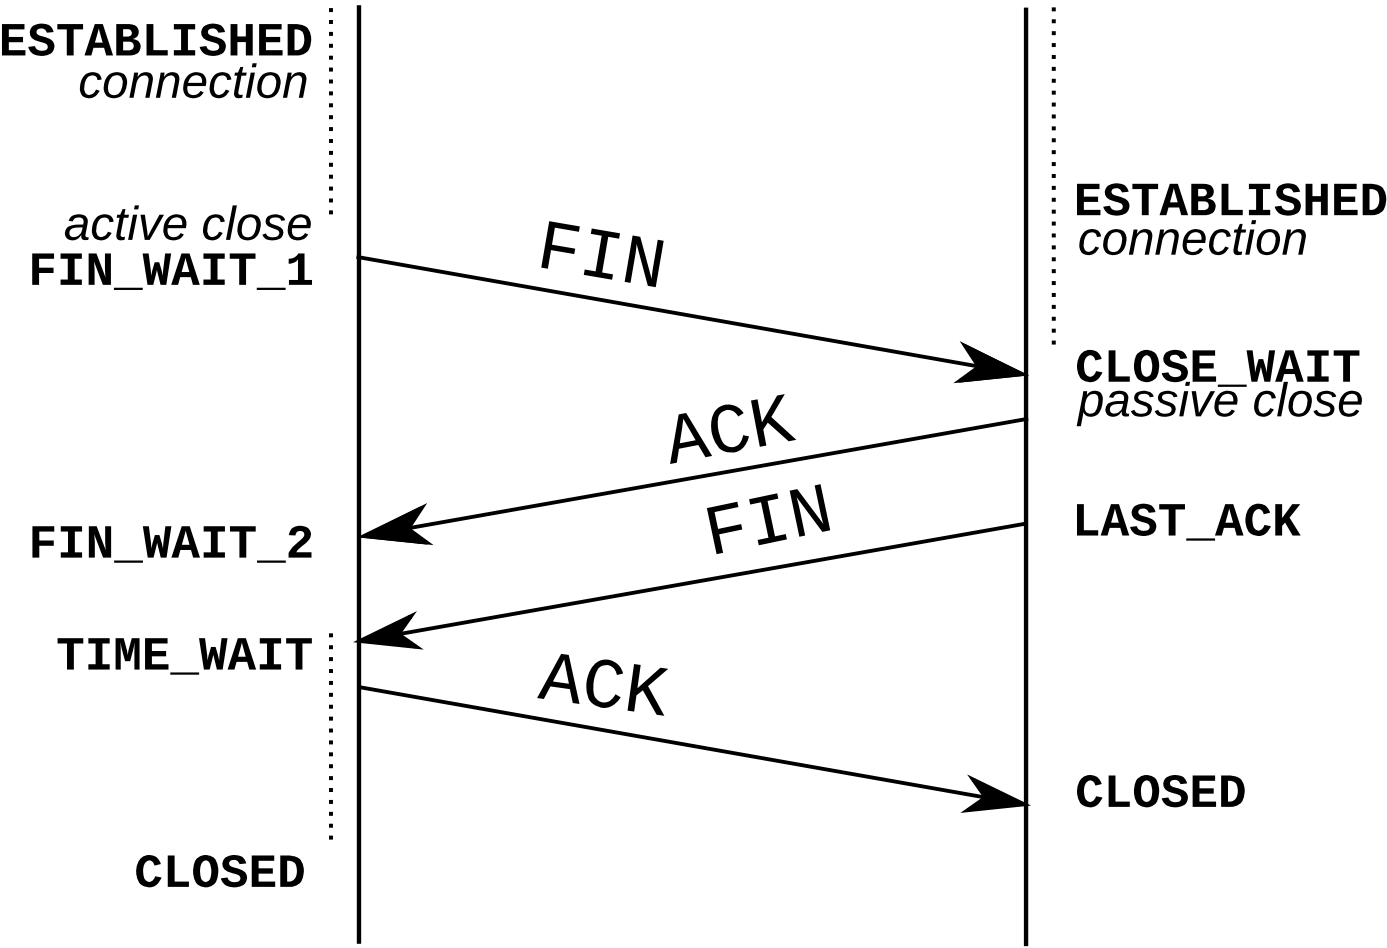 ESTABLISHED
connection
active close
FIN_WAIT_1
FIN
ESTABLISHED
connection
CLOSE_WAIT
passive close
ACK
FIN
LAST_ACK
FIN_WAIT_2
TIME_WAIT
ACK
CLOSED
CLOSED